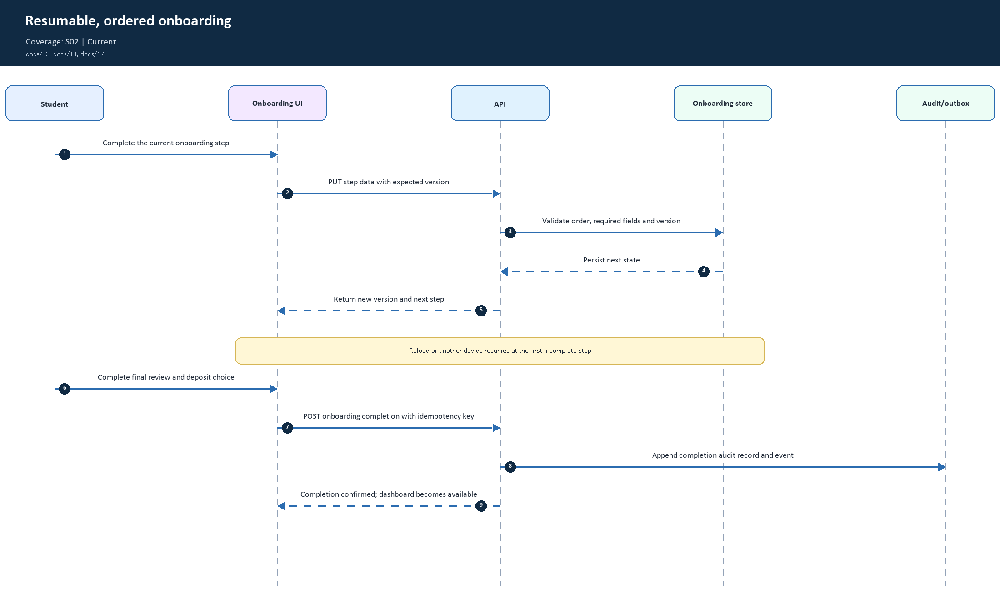 Resumable, ordered onboarding
Coverage: S02 | Current
docs/03, docs/14, docs/17
Student
Onboarding UI
API
Onboarding store
Audit/outbox
Complete the current onboarding step
1
PUT step data with expected version
2
Validate order, required fields and version
3
Persist next state
4
Return new version and next step
5
Reload or another device resumes at the first incomplete step
Complete final review and deposit choice
6
POST onboarding completion with idempotency key
7
Append completion audit record and event
8
Completion confirmed; dashboard becomes available
9